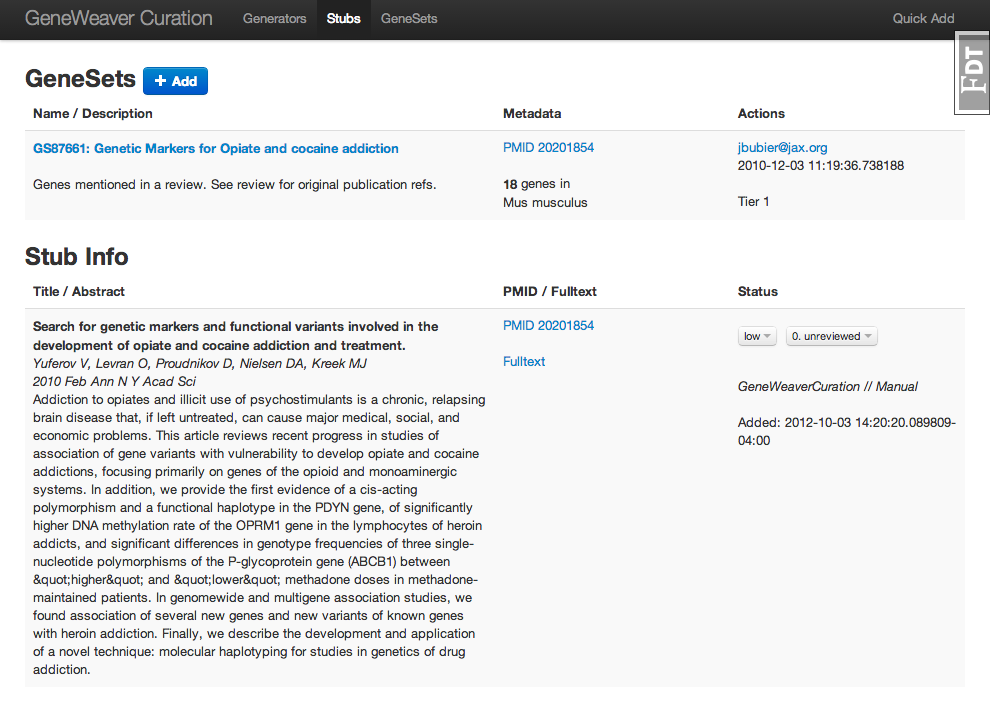 GeneWeaver Curation Generators Stubs GeneSets Quick Add
FDT
GeneSets + Add
Name / Description Metadata Actions
GS87661: Genetic Markers for Opiate and cocaine addiction PMID 20201854 jbubier@jax.org
2010-12-03 11:19:36.738188
Genes mentioned in a review. See review for original publication refs. 18 genes in
Mus musculus Tier 1
Stub Info
Title / Abstract PMID / Fulltext Status
Search for genetic markers and functional variants involved in the PMID 20201854 low 0. unreviewed
development of opiate and cocaine addiction and treatment.
Yuferov V, Levran O, Proudnikov D, Nielsen DA, Kreek MJ Fulltext
2010 Feb Ann N Y Acad Sci GeneWeaverCuration // Manual
Addiction to opiates and illicit use of psychostimulants is a chronic, relapsing
brain disease that, if left untreated, can cause major medical, social, and Added: 2012-10-03 14:20:20.089809-
economic problems. This article reviews recent progress in studies of 04:00
association of gene variants with vulnerability to develop opiate and cocaine
addictions, focusing primarily on genes of the opioid and monoaminergic
systems. In addition, we provide the first evidence of a cis-acting
polymorphism and a functional haplotype in the PDYN gene, of significantly
higher DNA methylation rate of the OPRM1 gene in the lymphocytes of heroin
addicts, and significant differences in genotype frequencies of three single-
nucleotide polymorphisms of the P-glycoprotein gene (ABCB1) between
&quot;higher&quot; and &quot;lower&quot; methadone doses in methadone-
maintained patients. In genomewide and multigene association studies, we
found association of several new genes and new variants of known genes
with heroin addiction. Finally, we describe the development and application
of a novel technique: molecular haplotyping for studies in genetics of drug
addiction.